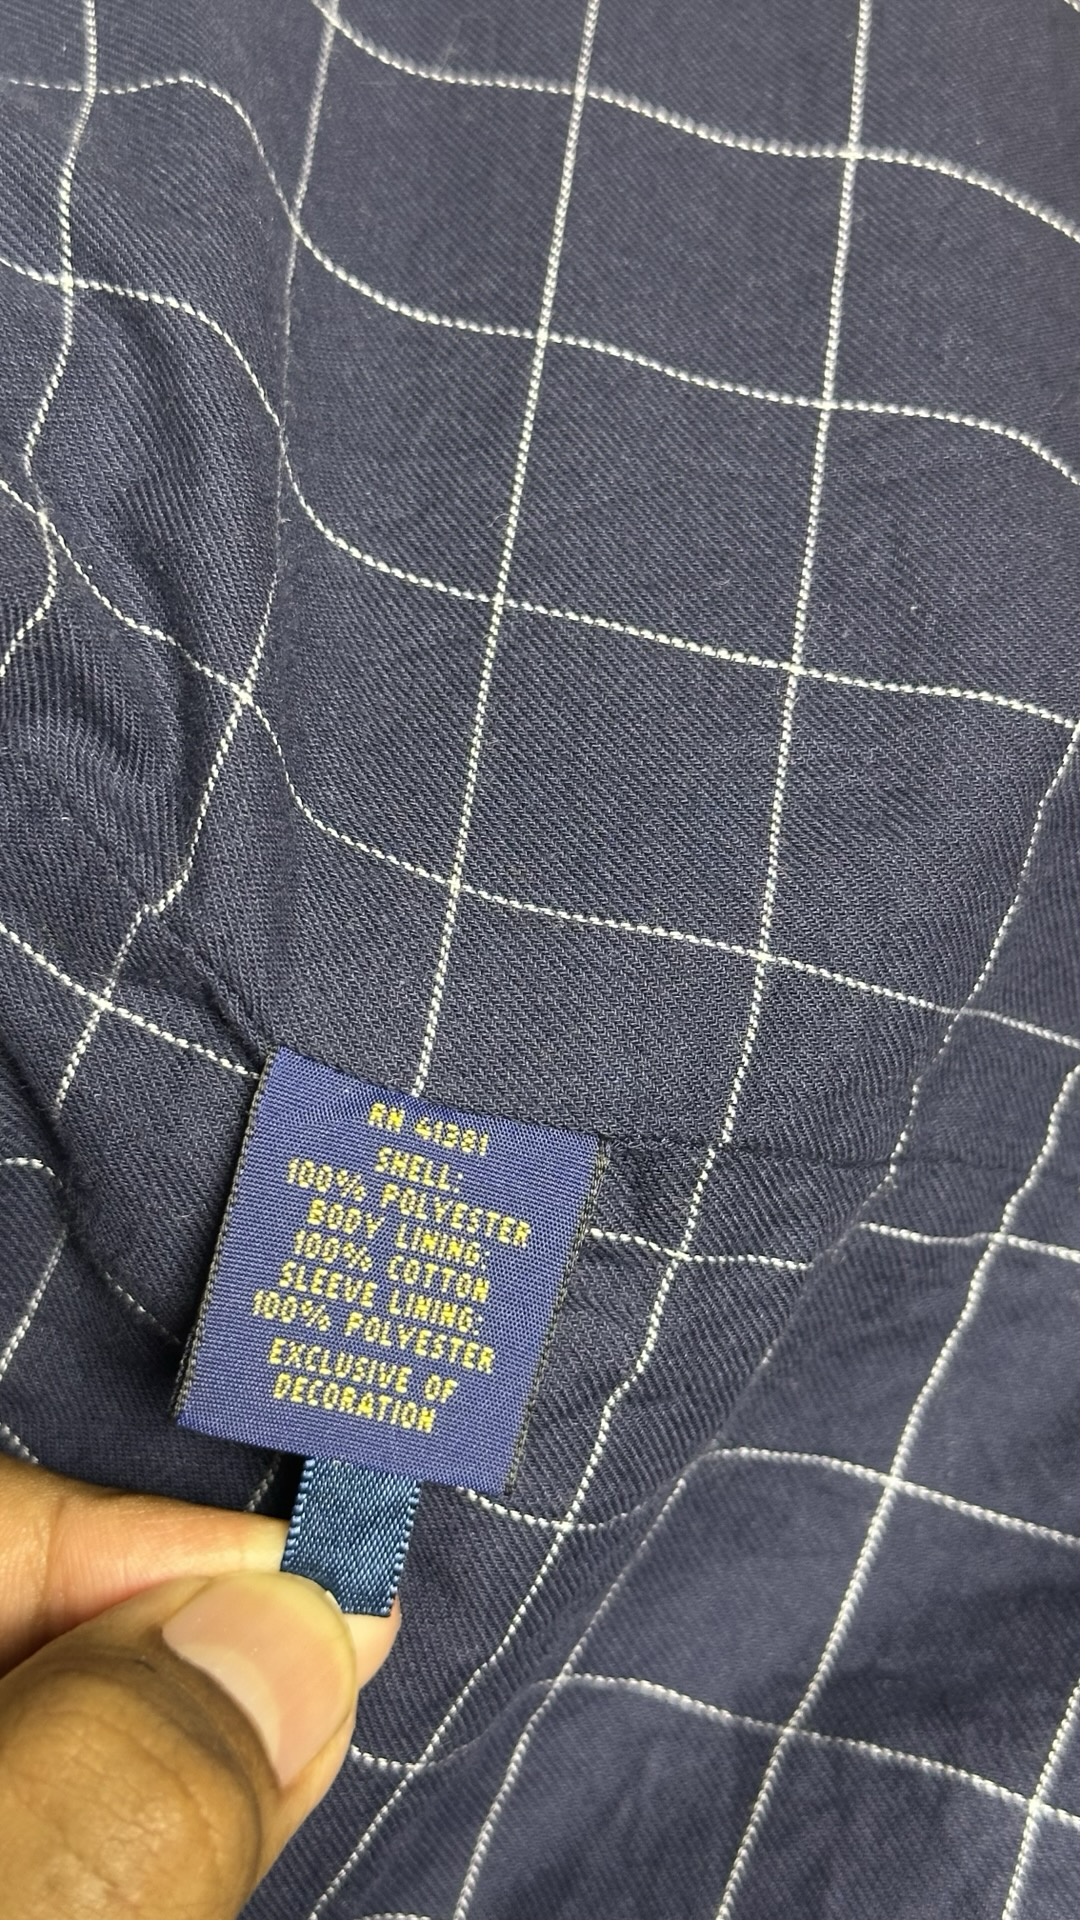 RN 41381
SHELL:
100% POLYESTER
BODY LINING:
100% COTTON
SLEEVE LINING:
100% POLYESTER
EXCLUSIVE OF
DECORATION